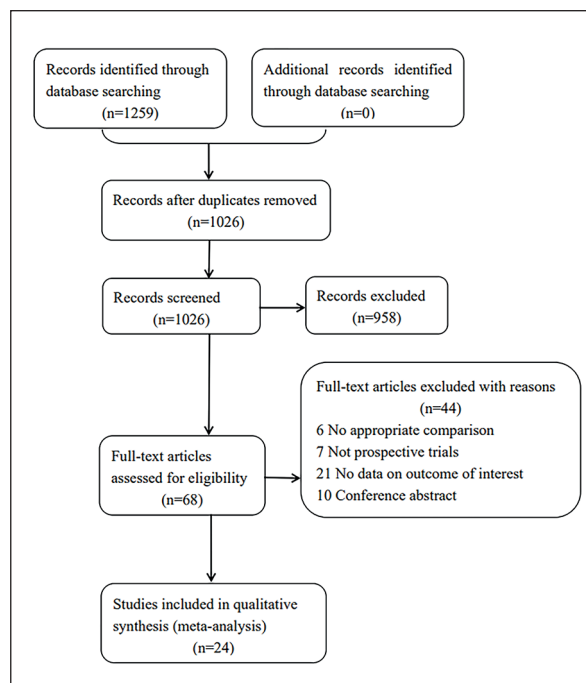 Records identified through
database searching
(n=1259)
Additional records identified
through database searching
(n=0)
Records after duplicates removed
(n=1026)
Records screened
(n=1026)
Records excluded
(n=958)
Full-text articles excluded with reasons
(n=44)
6 No appropriate comparison
7 Not prospective trials
21 No data on outcome of interest
10 Conference abstract
Full-text articles
assessed for eligibility
(n=68)
Studies included in qualitative
synthesis (meta-analysis)
(n=24)